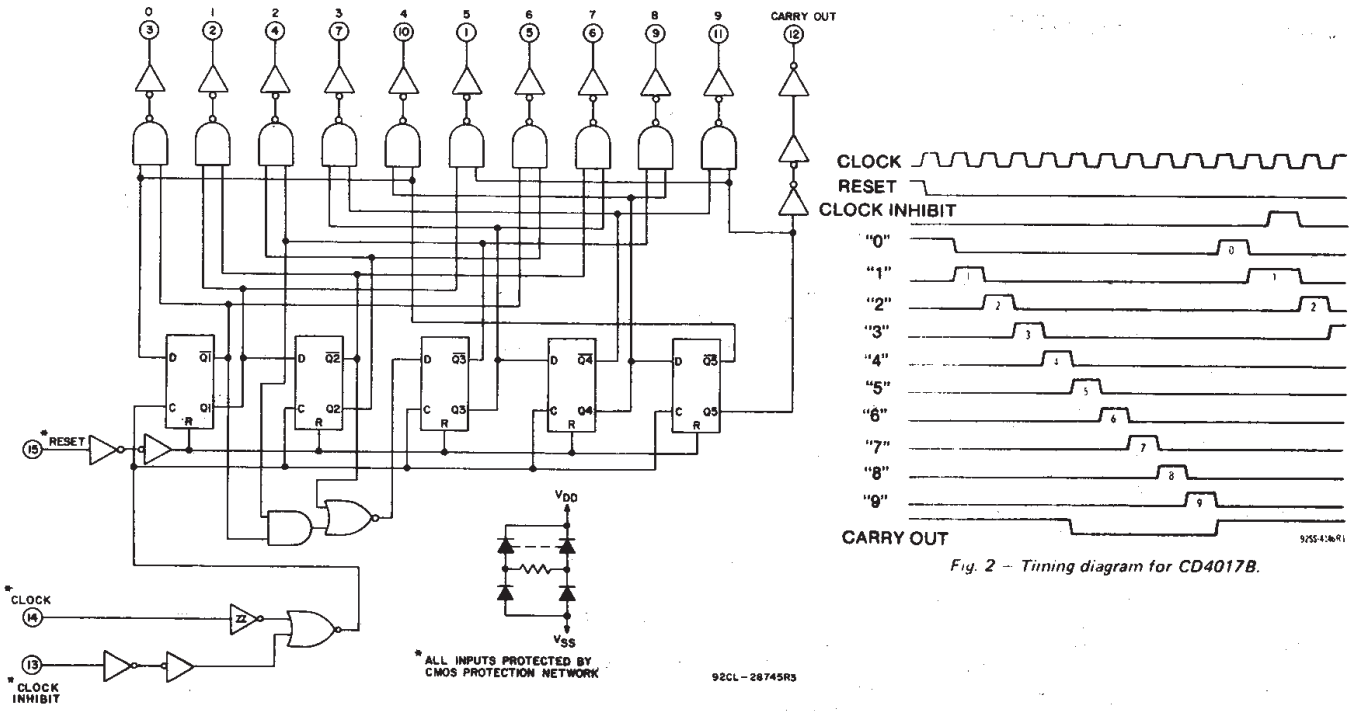 0 1 2 3 4 5 6 7 8 9 CARRY OUT
3 2 4 7 10 1 5 6 9 11 12
D Q1 D Q2 D Q3 D Q4 D Q5
C Q1 C Q2 C Q3 C Q4 C Q5
R R R R R
* RESET
15
VDD
VSS
* CLOCK
14
13
* CLOCK
INHIBIT
* ALL INPUTS PROTECTED BY
CMOS PROTECTION NETWORK
92CL-28745R5
CLOCK
RESET
CLOCK INHIBIT
"0" 0
"1" 1 1
"2" 2 2
"3" 3
"4" 4
"5" 5
"6" 6
"7" 7
"8" 8
"9" 9
CARRY OUT
Fig. 2 – Timing diagram for CD4017B.